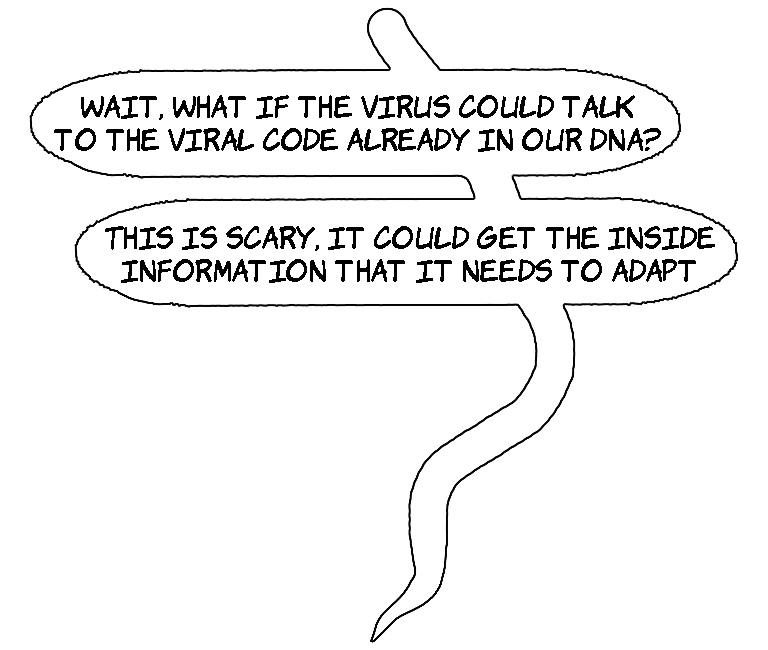 WAIT, WHAT IF THE VIRUS COULD TALK
TO THE VIRAL CODE ALREADY IN OUR DNA?
THIS IS SCARY, IT COULD GET THE INSIDE
INFORMATION THAT IT NEEDS TO ADAPT